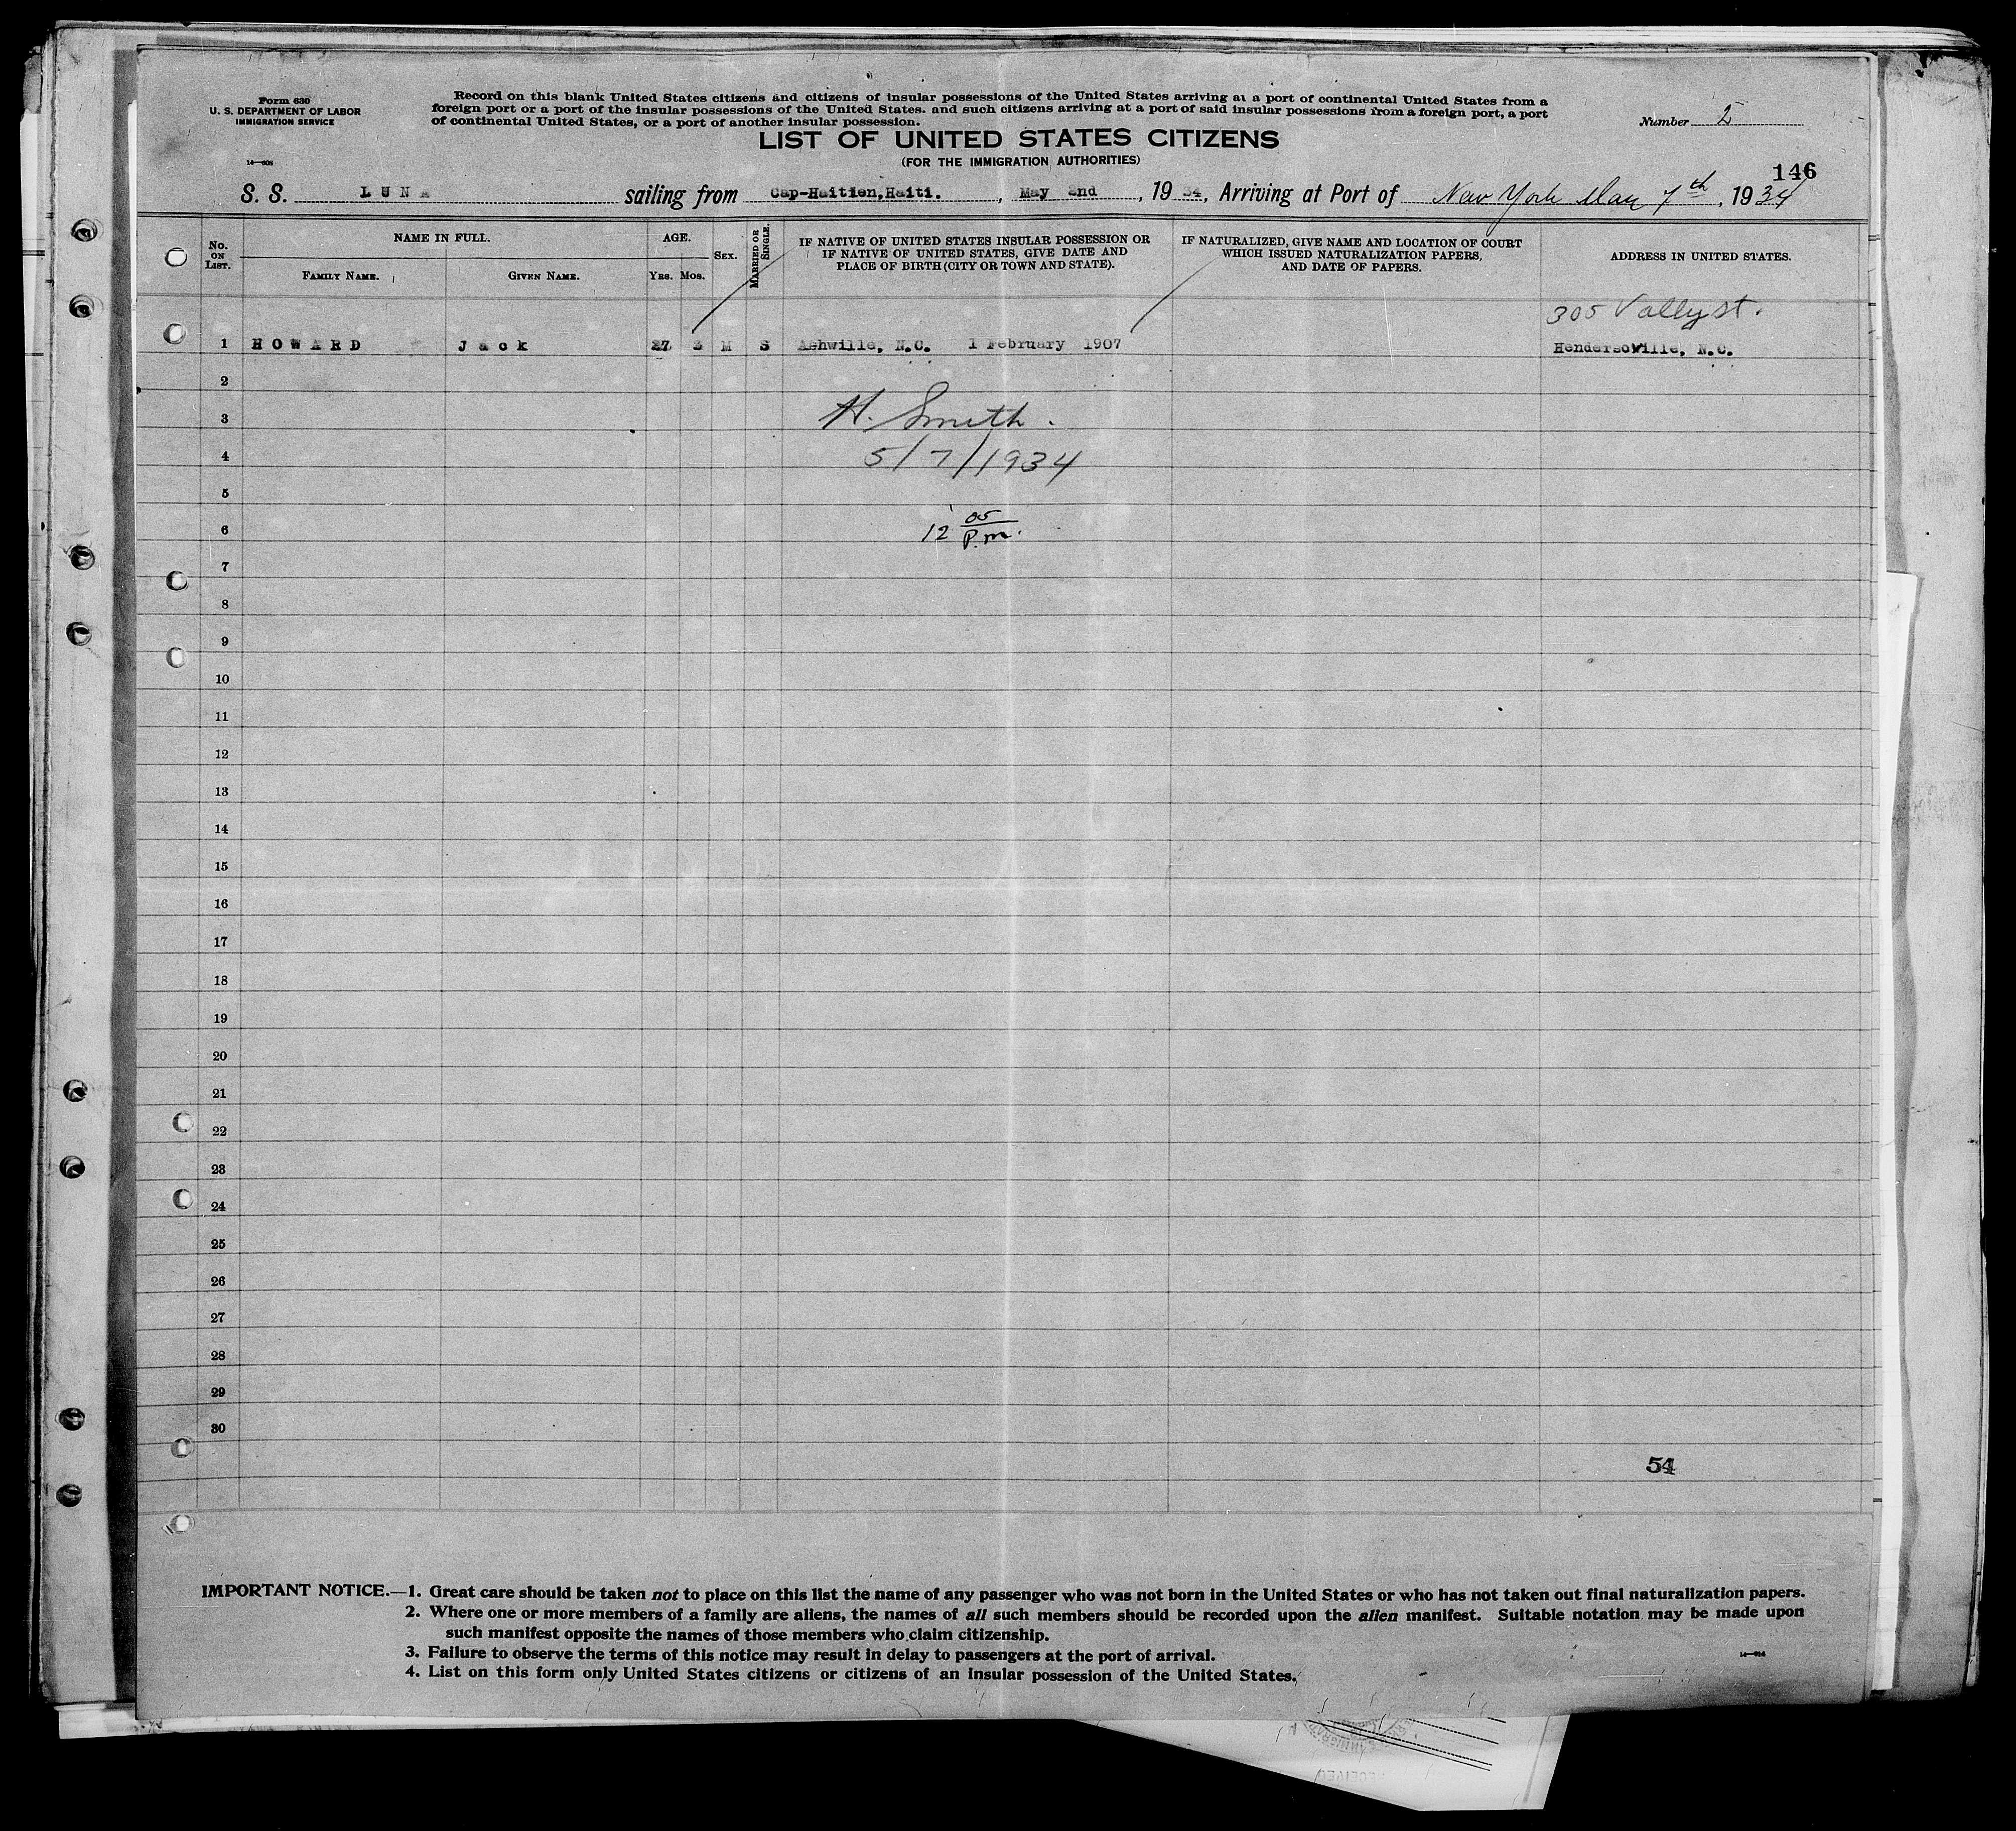 Form 630
U. S. DEPARTMENT OF LABOR
IMMIGRATION SERVICE
Record on this blank United States citizens and citizens of insular possessions of the United States arriving at a port of continental United States from a
foreign port or a port of the insular possessions of the United States. and such citizens arriving at a port of said insular possessions from a foreign port, a port
of continental United States, or a port of another insular possession.
Number 2
LIST OF UNITED STATES CITIZENS
(FOR THE IMMIGRATION AUTHORITIES)
146
S. S. LUNA sailing from Cap-Haitien, Haiti. , May 2nd , 19 34, Arriving at Port of New York May 7th , 1934
No. ON LIST.
NAME IN FULL.
FAMILY NAME. GIVEN NAME.
AGE.
YRS. MOS.
SEX.
MARRIED OR SINGLE.
IF NATIVE OF UNITED STATES INSULAR POSSESSION OR
IF NATIVE OF UNITED STATES, GIVE DATE AND
PLACE OF BIRTH (CITY OR TOWN AND STATE).
IF NATURALIZED, GIVE NAME AND LOCATION OF COURT
WHICH ISSUED NATURALIZATION PAPERS,
AND DATE OF PAPERS.
ADDRESS IN UNITED STATES.
305 Vally St.
1 HOWARD Jack 27 3 M S Ashwille, N.C. 1 February 1907 Hendersoville, N.C.
2
3 H. Smith.
4 5/7/1934
5
6 12 05 P.m.
7
8
9
10
11
12
13
14
15
16
17
18
19
20
21
22
23
24
25
26
27
28
29
30
54
IMPORTANT NOTICE.—1. Great care should be taken not to place on this list the name of any passenger who was not born in the United States or who has not taken out final naturalization papers.
2. Where one or more members of a family are aliens, the names of all such members should be recorded upon the alien manifest. Suitable notation may be made upon
such manifest opposite the names of those members who claim citizenship.
3. Failure to observe the terms of this notice may result in delay to passengers at the port of arrival.
4. List on this form only United States citizens or citizens of an insular possession of the United States.